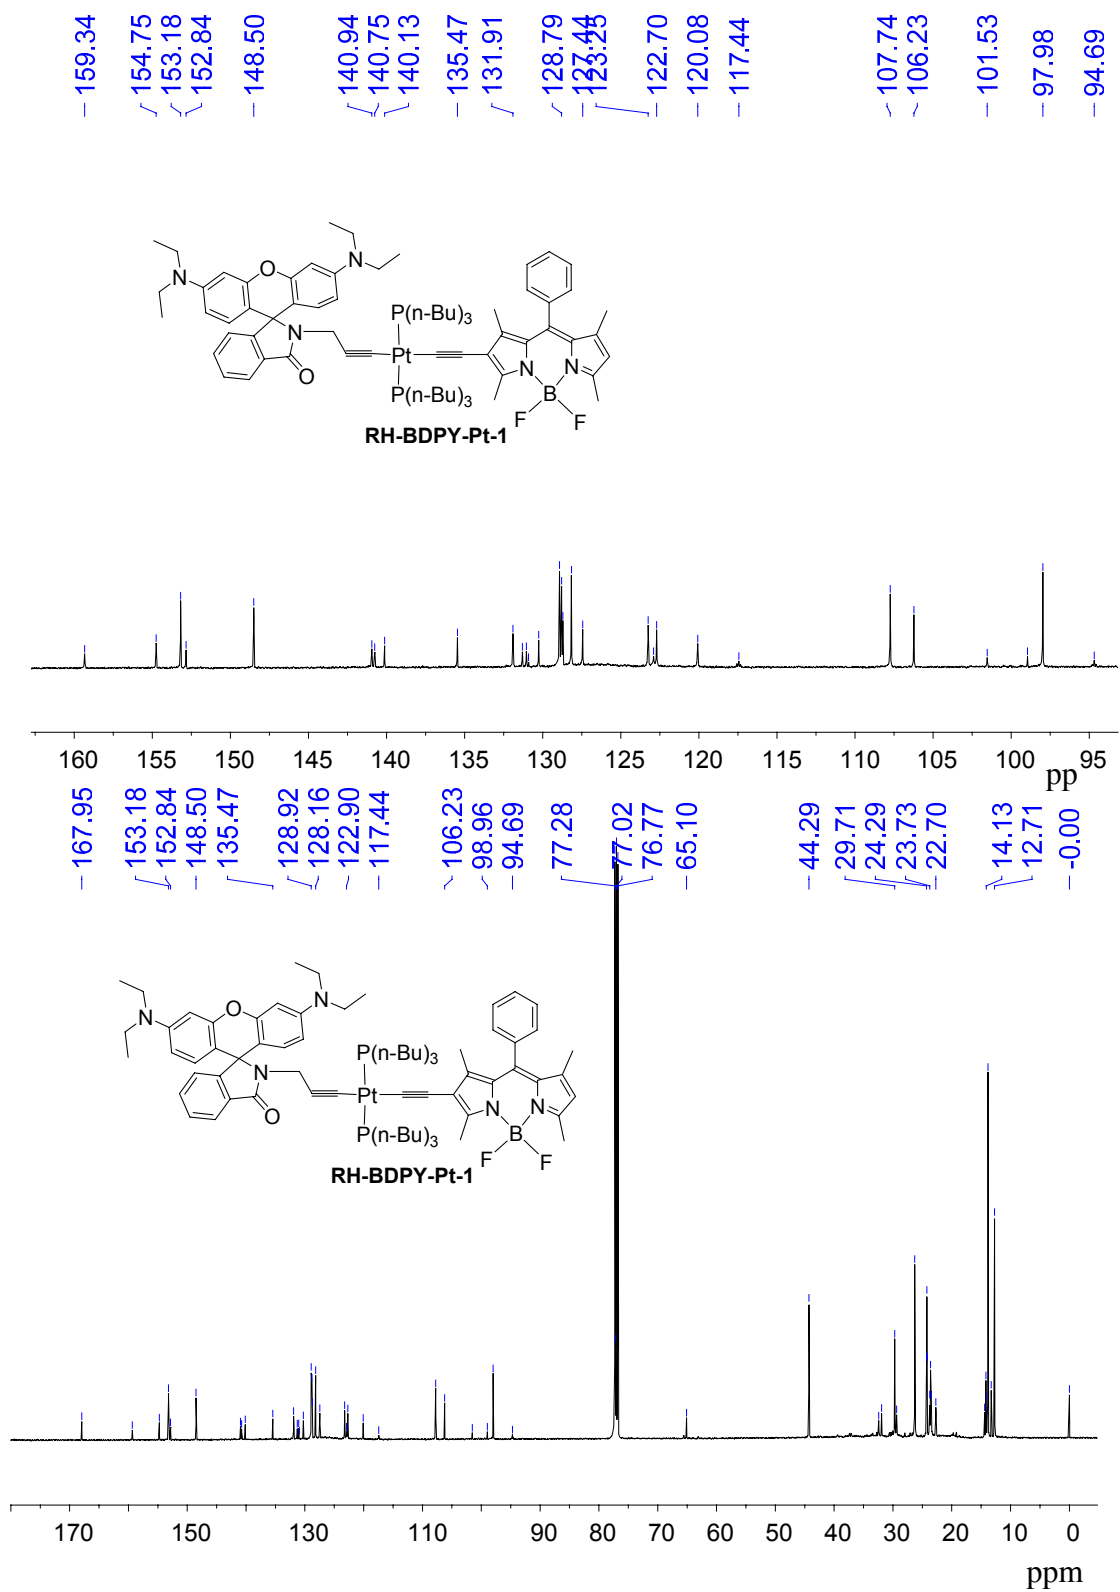 159.34 154.75 153.18 152.84 148.50 140.94 140.75 140.13 135.47 131.91 128.79 127.44 123.25 122.70 120.08 117.44 107.74 106.23 101.53 97.98 94.69
N O N
P(n-Bu)3
N Pt
O N N
P(n-Bu)3 B
F F
RH-BDPY-Pt-1
160 155 150 145 140 135 130 125 120 115 110 105 100 95
pp
167.95 153.18 152.84 148.50 135.47 128.92 128.16 122.90 117.44 106.23 98.96 94.69 77.28 77.02 76.77 65.10 44.29 29.71 24.29 23.73 22.70 14.13 12.71 -0.00
N O N
P(n-Bu)3
N Pt
O N N
P(n-Bu)3 B
F F
RH-BDPY-Pt-1
170 150 130 110 90 80 70 60 50 40 30 20 10 0
ppm